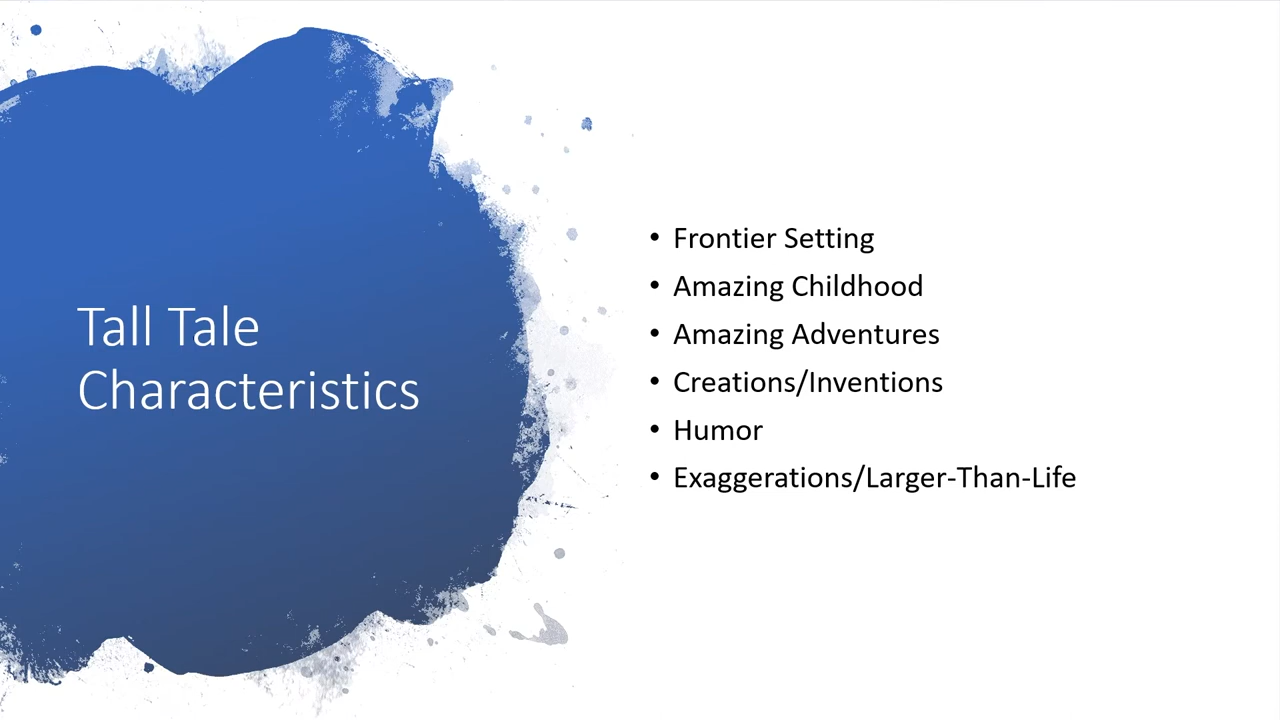 Tall Tale
Characteristics
• Frontier Setting
• Amazing Childhood
• Amazing Adventures
• Creations/Inventions
• Humor
• Exaggerations/Larger-Than-Life